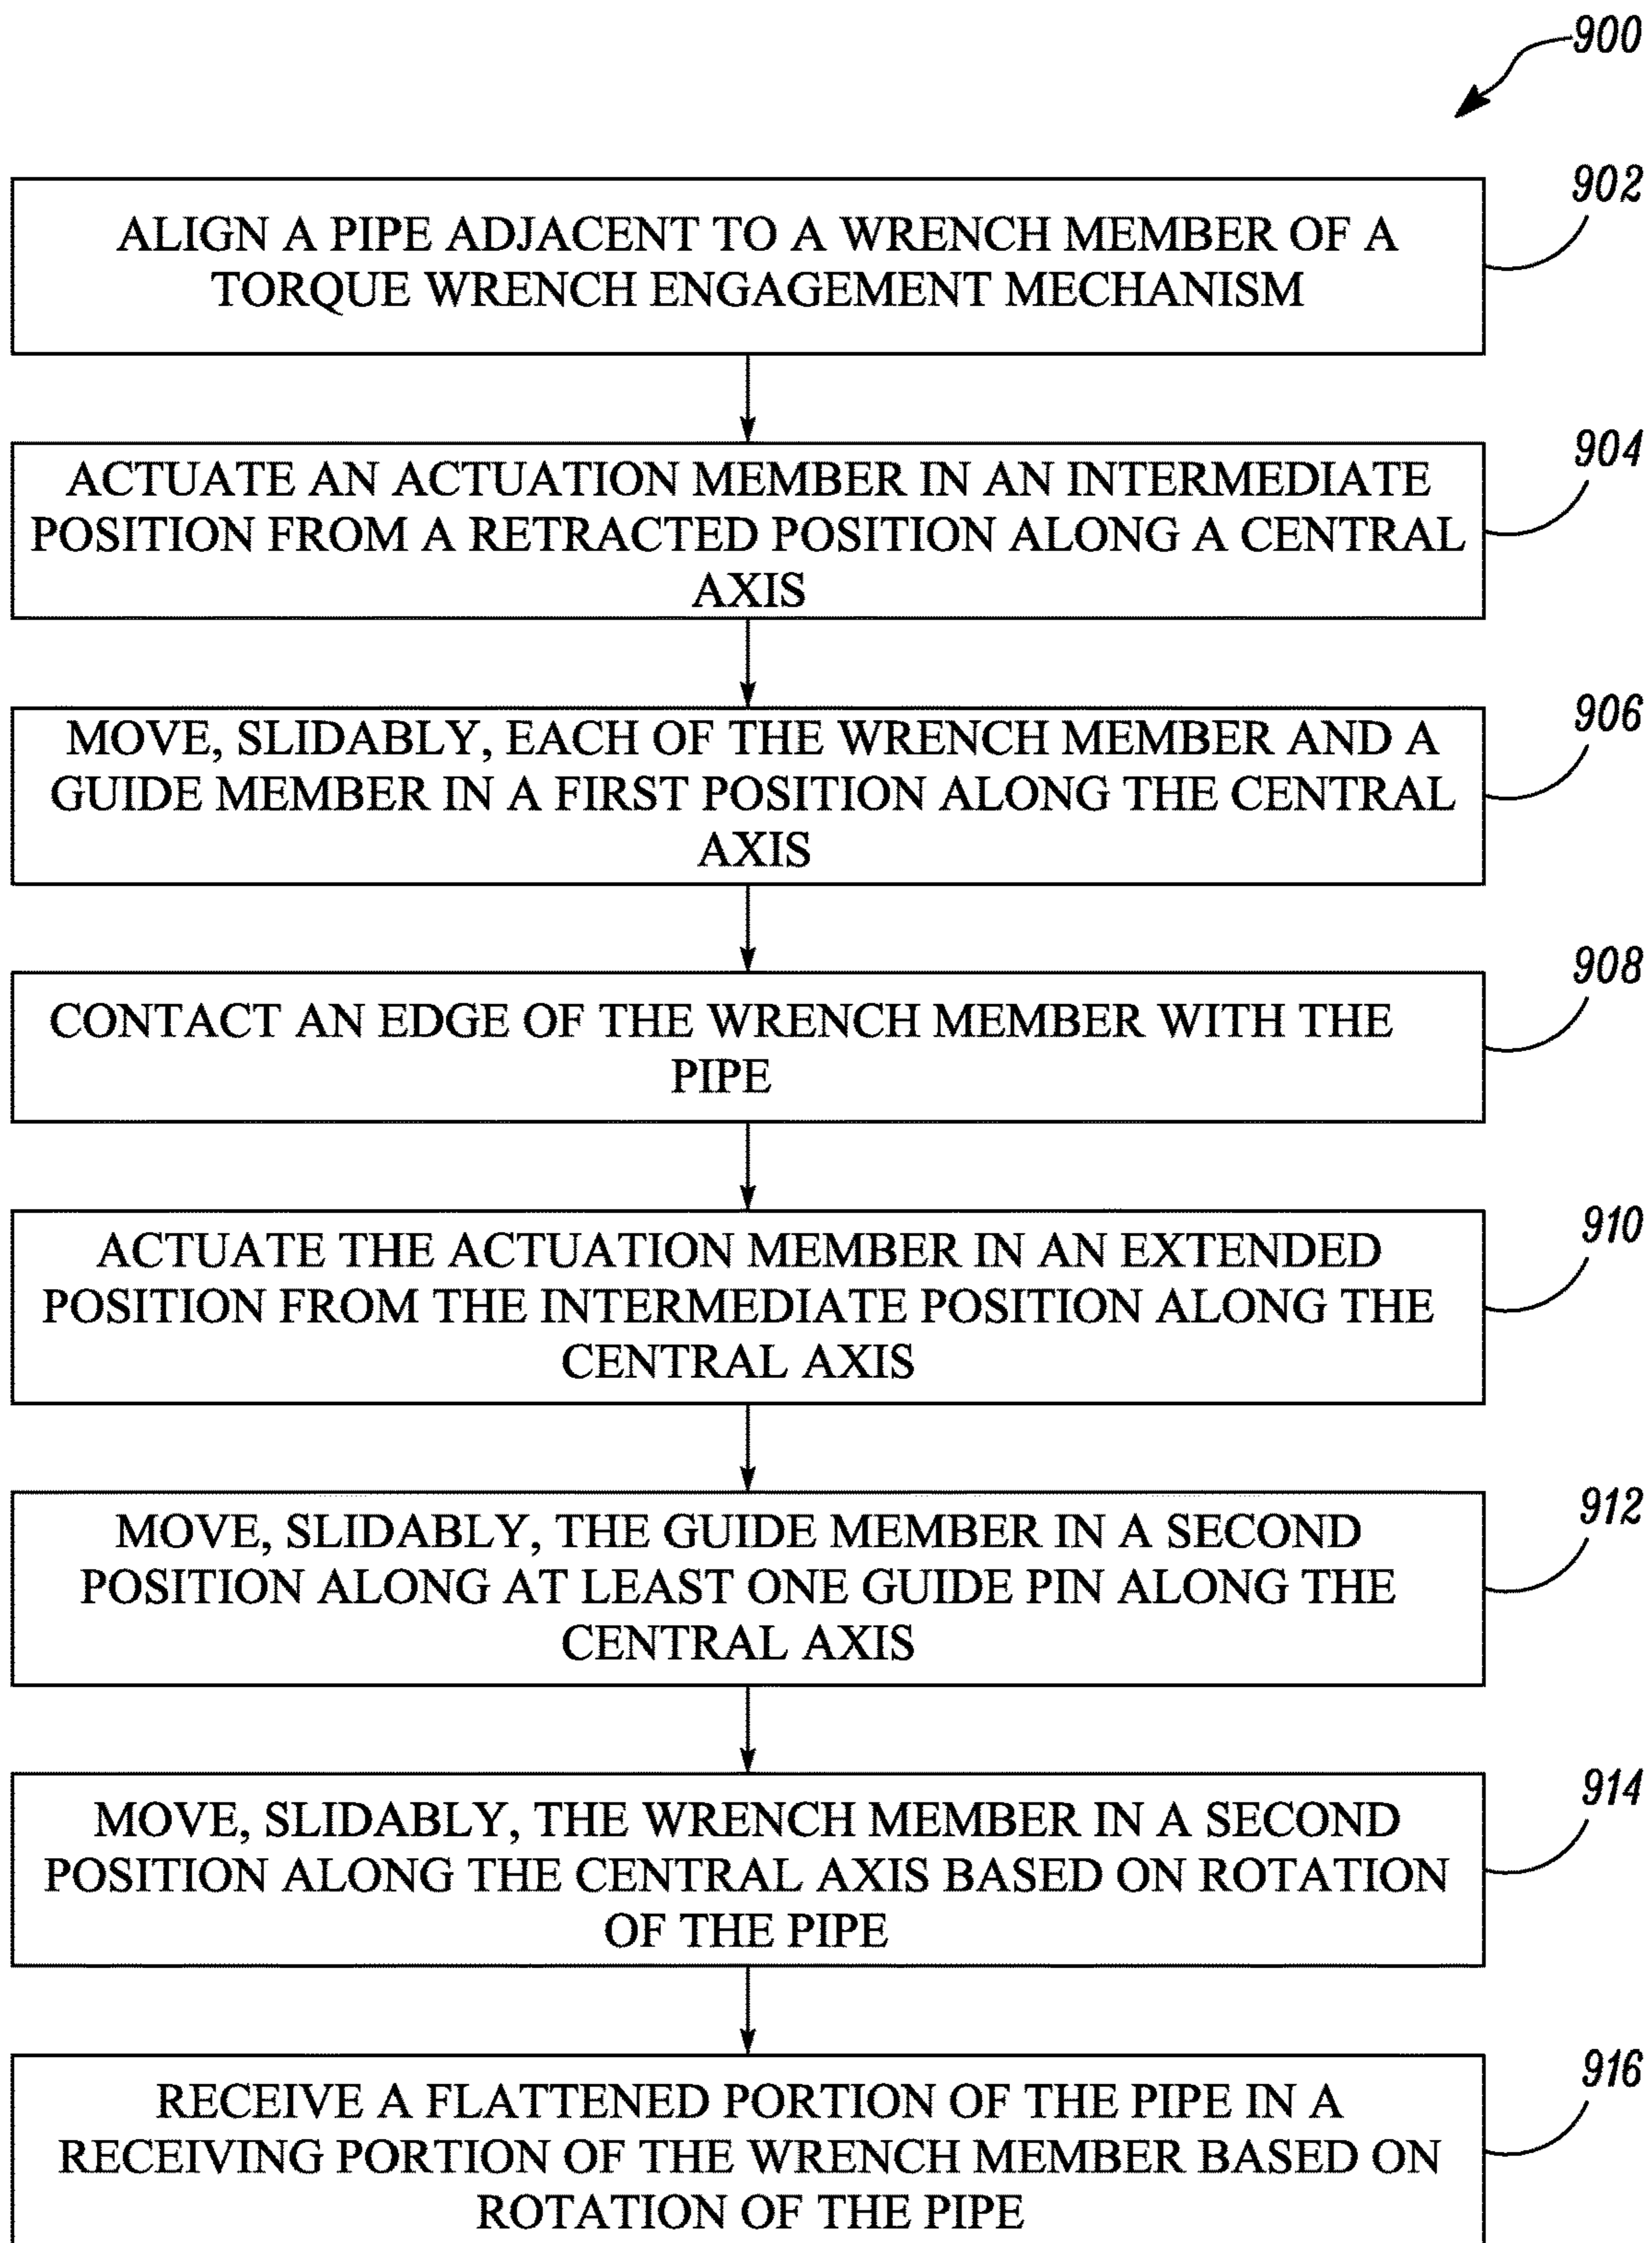 900
902
ALIGN A PIPE ADJACENT TO A WRENCH MEMBER OF A
TORQUE WRENCH ENGAGEMENT MECHANISM
904
ACTUATE AN ACTUATION MEMBER IN AN INTERMEDIATE
POSITION FROM A RETRACTED POSITION ALONG A CENTRAL
AXIS
906
MOVE, SLIDABLY, EACH OF THE WRENCH MEMBER AND A
GUIDE MEMBER IN A FIRST POSITION ALONG THE CENTRAL
AXIS
908
CONTACT AN EDGE OF THE WRENCH MEMBER WITH THE
PIPE
910
ACTUATE THE ACTUATION MEMBER IN AN EXTENDED
POSITION FROM THE INTERMEDIATE POSITION ALONG THE
CENTRAL AXIS
912
MOVE, SLIDABLY, THE GUIDE MEMBER IN A SECOND
POSITION ALONG AT LEAST ONE GUIDE PIN ALONG THE
CENTRAL AXIS
914
MOVE, SLIDABLY, THE WRENCH MEMBER IN A SECOND
POSITION ALONG THE CENTRAL AXIS BASED ON ROTATION
OF THE PIPE
916
RECEIVE A FLATTENED PORTION OF THE PIPE IN A
RECEIVING PORTION OF THE WRENCH MEMBER BASED ON
ROTATION OF THE PIPE